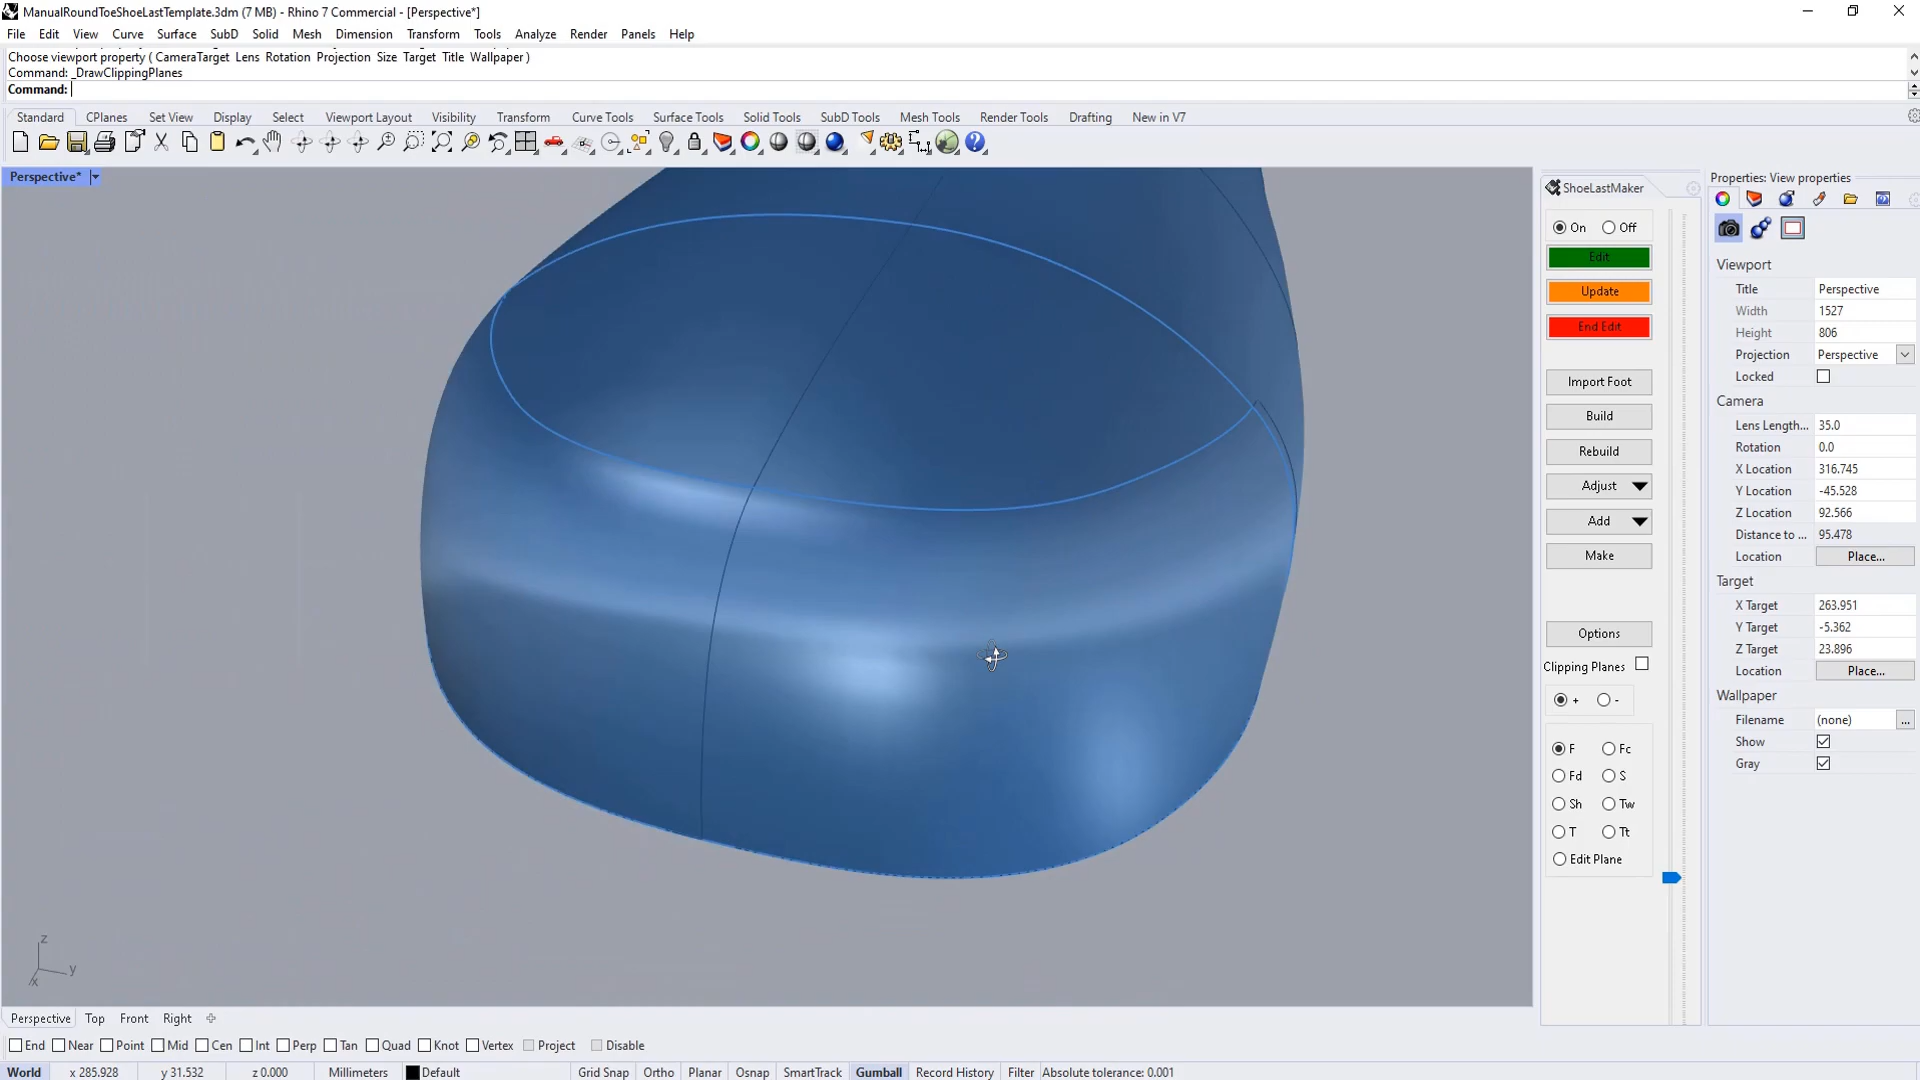 ManualRoundToeShoeLastTemplate.3dm (7 MB) - Rhino 7 Commercial - [Perspective*]
File Edit View Curve Surface SubD Solid Mesh Dimension Transform Tools Analyze Render Panels Help
Choose viewport property ( CameraTarget Lens Rotation Projection Size Target Title Wallpaper )
Command: _DrawClippingPlanes
Command:
Standard CPlanes Set View Display Select Viewport Layout Visibility Transform Curve Tools Surface Tools Solid Tools SubD Tools Mesh Tools Render Tools Drafting New in V7
Perspective*
z
y
x
ShoeLastMaker
On Off
Edit
Update
End Edit
Import Foot
Build
Rebuild
Adjust
Add
Make
Options
Clipping Planes
+ -
F Fc
Fd S
Sh Tw
T Tt
Edit Plane
Properties: View properties
Viewport
Title Perspective
Width 1527
Height 806
Projection Perspective
Locked
Camera
Lens Length... 35.0
Rotation 0.0
X Location 316.745
Y Location -45.528
Z Location 92.566
Distance to ... 95.478
Location Place...
Target
X Target 263.951
Y Target -5.362
Z Target 23.896
Location Place...
Wallpaper
Filename (none) ...
Show
Gray
Perspective Top Front Right
End Near Point Mid Cen Int Perp Tan Quad Knot Vertex Project Disable
World x 285.928 y 31.532 z 0.000 Millimeters Default Grid Snap Ortho Planar Osnap SmartTrack Gumball Record History Filter Absolute tolerance: 0.001